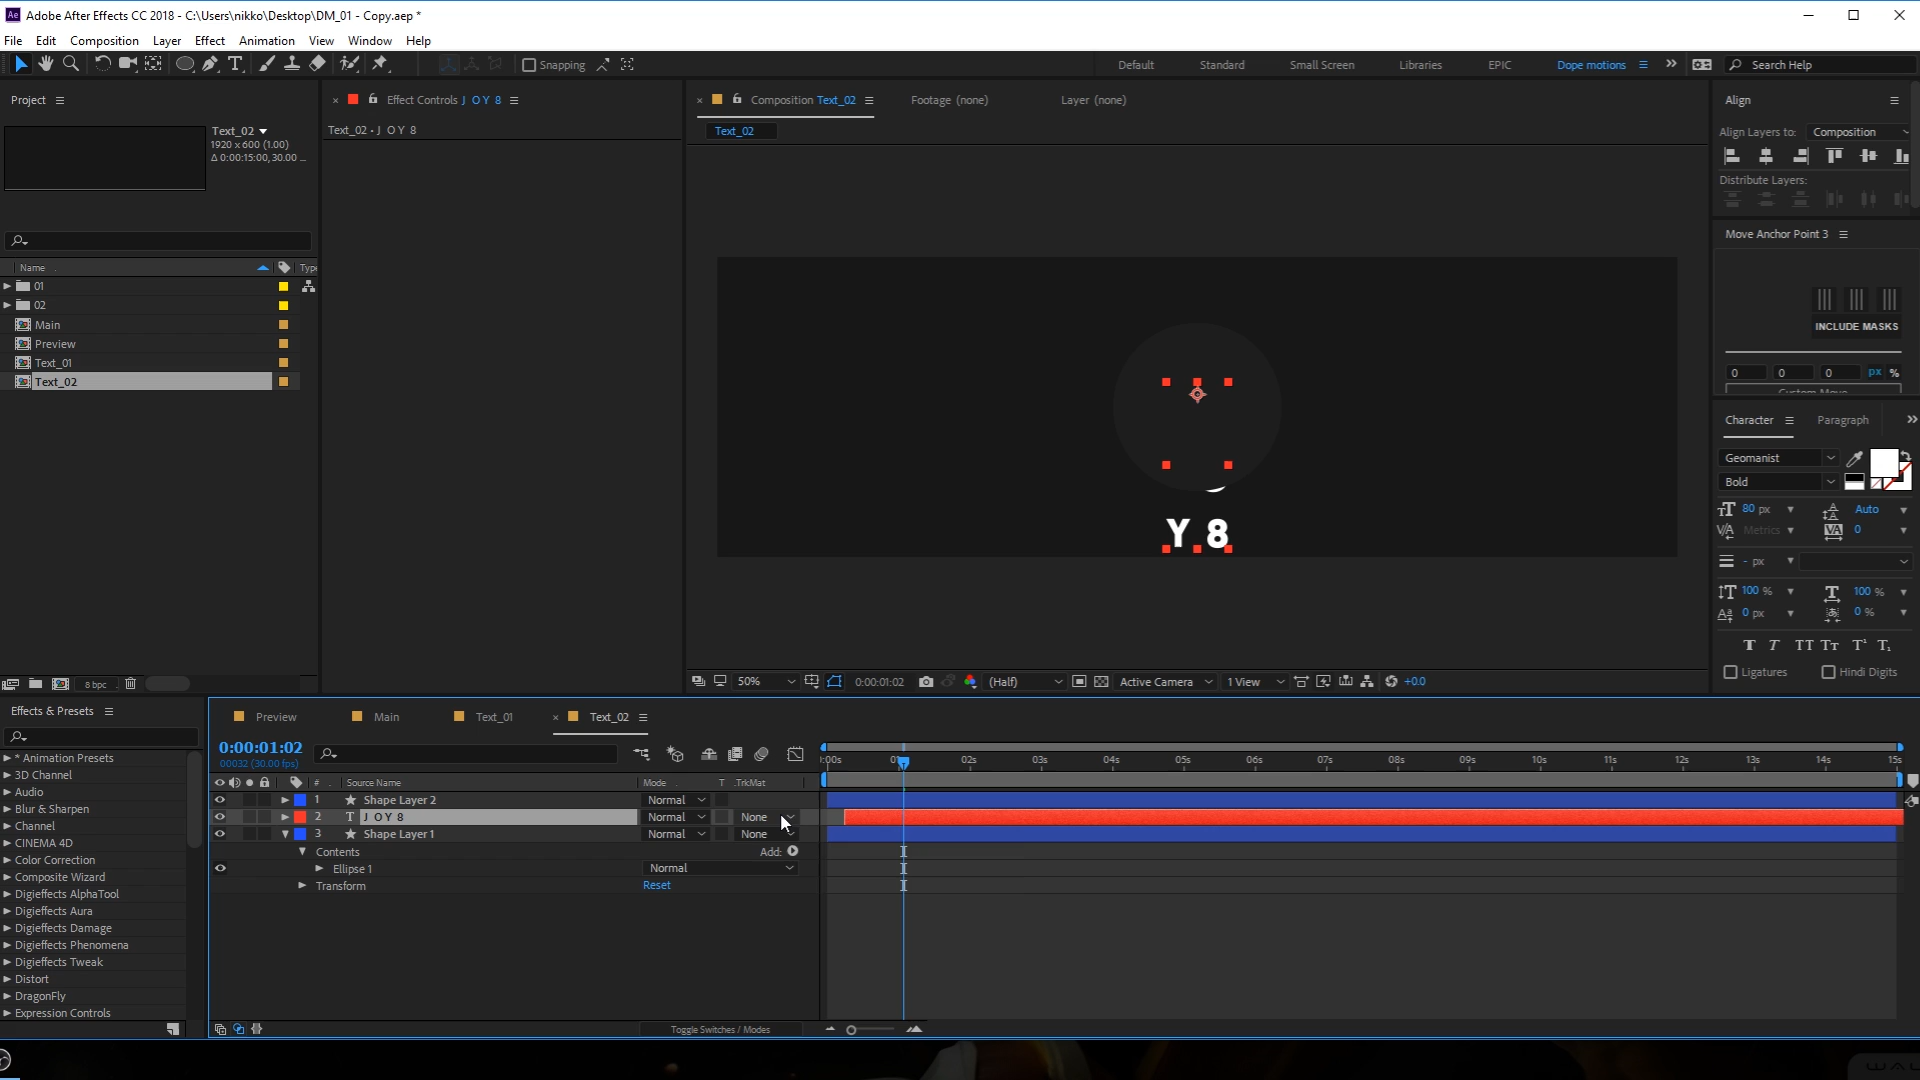 Adobe After Effects CC 2018 - C:\Users\nikko\Desktop\DM_01 - Copy.aep *
File Edit Composition Layer Effect Animation View Window Help
Snapping
Default Standard Small Screen Libraries EPIC Dope motions Search Help
Project
Text_02
1920 x 600 (1.00)
Δ 0:00:15:00, 30.00 ...
Name
Type
01
02
Main
Preview
Text_01
Text_02
8 bpc
Effect Controls J O Y 8
Text_02 • J O Y 8
Composition Text_02
Footage (none)
Layer (none)
Text_02
Y 8
50%
0:00:01:02
(Half)
Active Camera
1 View
+0.0
Align
Align Layers to: Composition
Distribute Layers:
Move Anchor Point 3
INCLUDE MASKS
0 0 0 px %
Custom Move
Character Paragraph
Geomanist
Bold
80 px
Auto
Metrics
0
- px
100 %
100 %
0 px
0 %
Ligatures
Hindi Digits
Effects & Presets
* Animation Presets
3D Channel
Audio
Blur & Sharpen
Channel
CINEMA 4D
Color Correction
Composite Wizard
Digieffects AlphaTool
Digieffects Aura
Digieffects Damage
Digieffects Phenomena
Digieffects Tweak
Distort
DragonFly
Expression Controls
Preview
Main
Text_01
Text_02
0:00:01:02
00032 (30.00 fps)
# Source Name Mode T .TrkMat
1 Shape Layer 2 Normal
2 J O Y 8 Normal None
3 Shape Layer 1 Normal None
Contents Add:
Ellipse 1 Normal
Transform Reset
02s 03s 04s 05s 06s 07s 08s 09s 10s 11s 12s 13s 14s 15s
Toggle Switches / Modes